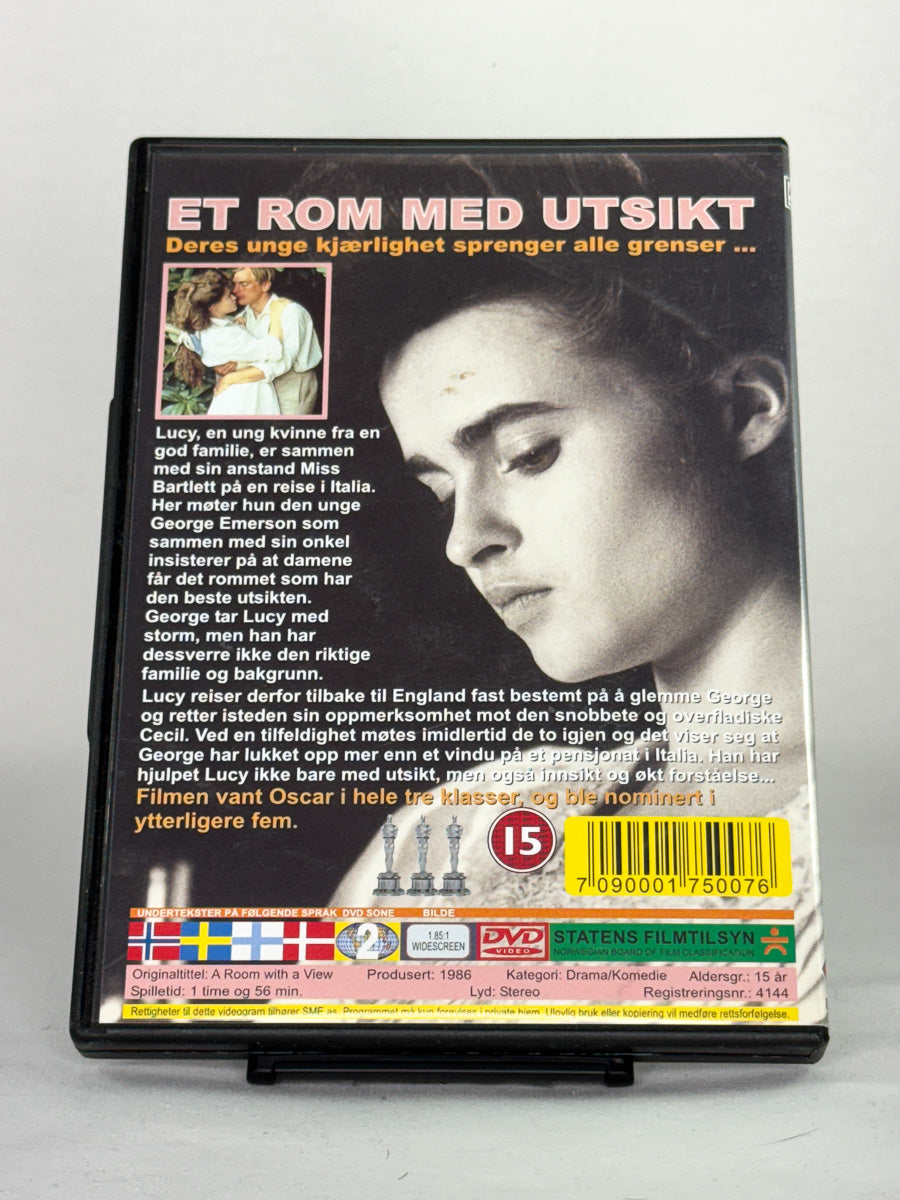 ET ROM MED UTSIKT
Deres unge kjærlighet sprenger alle grenser ...
Lucy, en ung kvinne fra en
god familie, er sammen
med sin anstand Miss
Bartlett på en reise i Italia.
Her møter hun den unge
George Emerson som
sammen med sin onkel
insisterer på at damene
får det rommet som har
den beste utsikten.
George tar Lucy med
storm, men han har
dessverre ikke den riktige
familie og bakgrunn.
Lucy reiser derfor tilbake til England fast bestemt på å glemme George
og retter isteden sin oppmerksomhet mot den snobbete og overfladiske
Cecil. Ved en tilfeldighet møtes imidlertid de to igjen og det viser seg at
George har lukket opp mer enn et vindu på et pensjonat i Italia. Han har
hjulpet Lucy ikke bare med utsikt, men også innsikt og økt forståelse...
Filmen vant Oscar i hele tre klasser, og ble nominert i
ytterligere fem.
15
7 090001 750076
UNDERTEKSTER PÅ FØLGENDE SPRÅK DVD SONE BILDE
2
1.85:1
WIDESCREEN
DVD
VIDEO
STATENS FILMTILSYN
NORWEGIAN BOARD OF FILM CLASSIFICATION
Originaltittel: A Room with a View Produsert: 1986 Kategori: Drama/Komedie Aldersgr.: 15 år
Spilletid: 1 time og 56 min. Lyd: Stereo Registreringsnr.: 4144
Rettigheter til dette videogram tilhører SMF as. Programmet må kun forevises i private hjem. Ulovlig bruk eller kopiering vil medføre rettsforfølgelse.